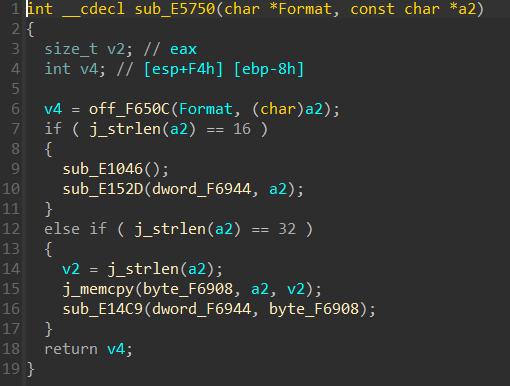 1 int __cdecl sub_E5750(char *Format, const char *a2)
2 {
3 size_t v2; // eax
4 int v4; // [esp+F4h] [ebp-8h]
5
6 v4 = off_F650C(Format, (char)a2);
7 if ( j_strlen(a2) == 16 )
8 {
9 sub_E1046();
10 sub_E152D(dword_F6944, a2);
11 }
12 else if ( j_strlen(a2) == 32 )
13 {
14 v2 = j_strlen(a2);
15 j_memcpy(byte_F6908, a2, v2);
16 sub_E14C9(dword_F6944, byte_F6908);
17 }
18 return v4;
19 }